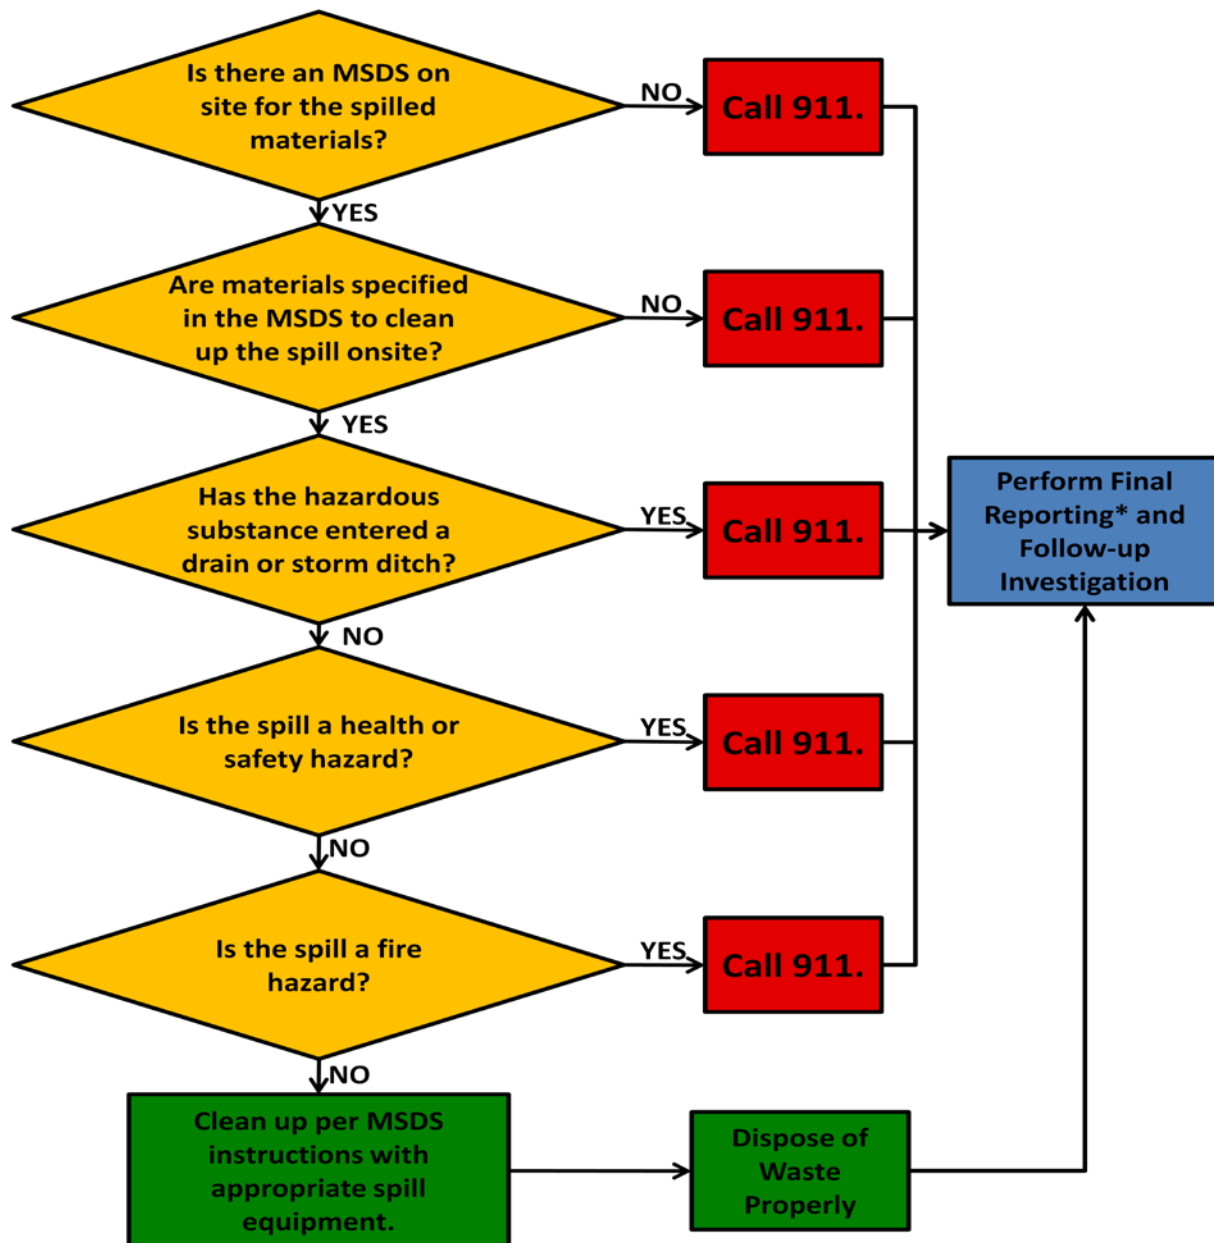 Is there an MSDS on
site for the spilled
materials?
NO
Call 911.
YES
Are materials specified
in the MSDS to clean
up the spill onsite?
NO
Call 911.
YES
Has the hazardous
substance entered a
drain or storm ditch?
YES
Call 911.
Perform Final
Reporting* and
Follow-up
Investigation
NO
Is the spill a health or
safety hazard?
YES
Call 911.
NO
Is the spill a fire
hazard?
YES
Call 911.
NO
Clean up per MSDS
instructions with
appropriate spill
equipment.
Dispose of
Waste
Properly